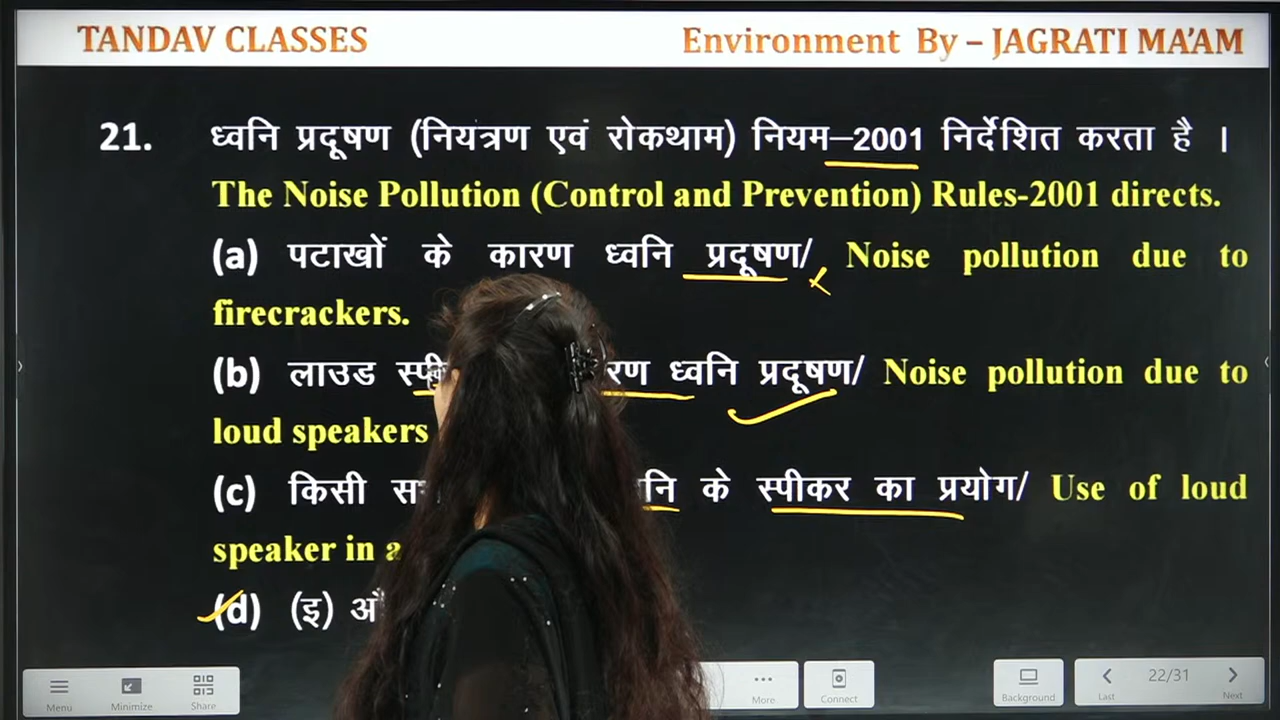 TANDAV CLASSES
Environment By – JAGRATI MA'AM
21. ध्वनि प्रदूषण (नियत्रण एवं रोकथाम) नियम–2001 निर्देशित करता है ।
The Noise Pollution (Control and Prevention) Rules-2001 directs.
(a) पटाखों के कारण ध्वनि प्रदूषण/ Noise pollution due to
firecrackers.
(b) लाउड ध्वनि प्रदूषण/ Noise pollution due to
loud speakers
(c) किसी के स्पीकर का प्रयोग/ Use of loud
speaker in
(d) (इ)
Menu Minimize Share More Connect Background Last 22/31 Next